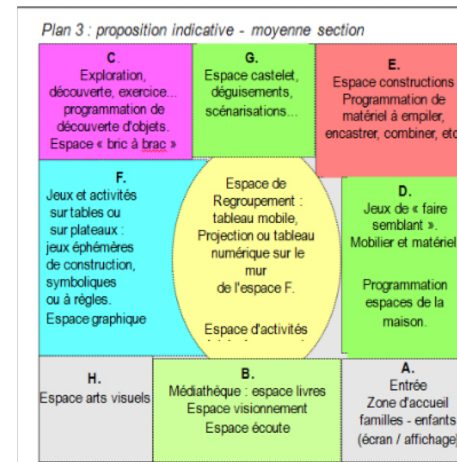 Plan 3 : proposition indicative - moyenne section
C
Exploration,
découverte, exercice...
programmation de
découverte d'objets.
Espace « bric à brac »
G.
Espace castelet,
déguisements,
scénarisations...
E.
Espace constructions
Programmation de
matériel à empiler,
encastrer, combiner, etc
F.
Jeux et activités
sur tables ou
sur plateaux :
jeux éphémères
de construction,
symboliques
ou à règles.
Espace graphique
Espace de
Regroupement :
tableau mobile,
Projection ou tableau
numérique sur le
mur
de l'espace F.
Espace d'activités
D.
Jeux de « faire
semblant ».
Mobilier et matériel
Programmation
espaces de la
maison.
H.
Espace arts visuels
B.
Médiathèque : espace livres
Espace visionnement
Espace écoute
A.
Entrée
Zone d'accueil
familles - enfants
(écran / affichage)